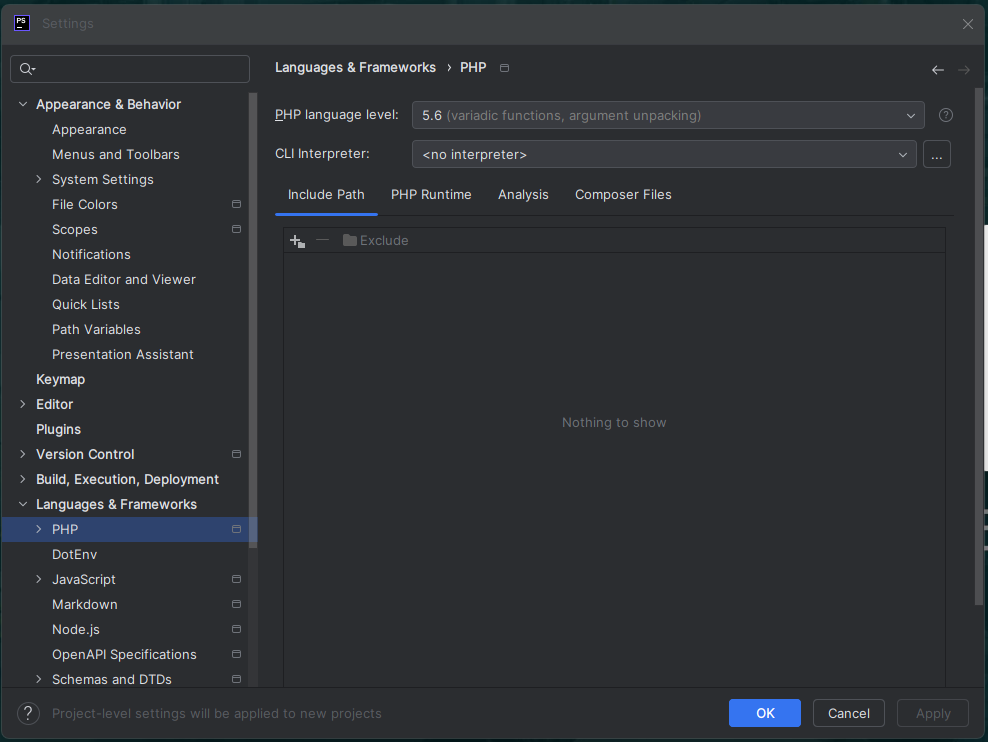 PS
Settings
Languages & Frameworks › PHP
Appearance & Behavior
Appearance
Menus and Toolbars
System Settings
File Colors
Scopes
Notifications
Data Editor and Viewer
Quick Lists
Path Variables
Presentation Assistant
Keymap
Editor
Plugins
Version Control
Build, Execution, Deployment
Languages & Frameworks
PHP
DotEnv
JavaScript
Markdown
Node.js
OpenAPI Specifications
Schemas and DTDs
PHP language level: 5.6 (variadic functions, argument unpacking) ?
CLI Interpreter: <no interpreter> ...
Include Path PHP Runtime Analysis Composer Files
Exclude
Nothing to show
? Project-level settings will be applied to new projects
OK Cancel Apply